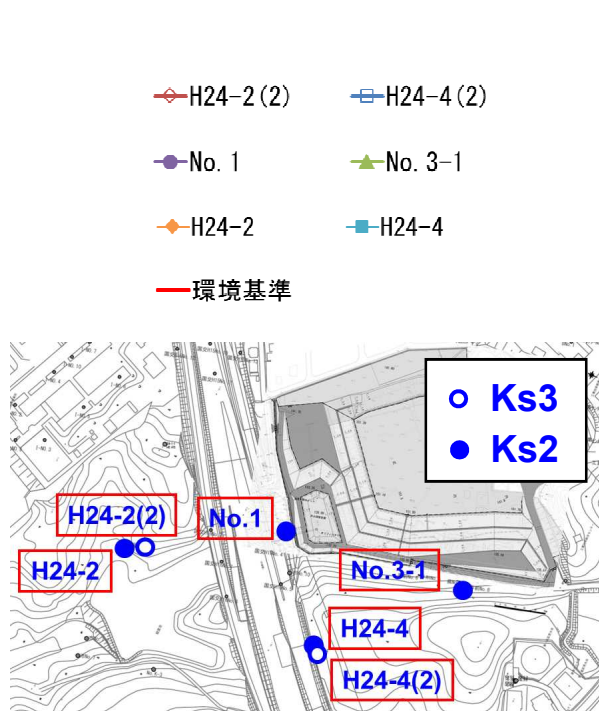 H24-2(2) H24-4(2)
No. 1 No. 3-1
H24-2 H24-4
環境基準
Ks3
Ks2
H24-2(2)
No.1
H24-2
No.3-1
H24-4
H24-4(2)